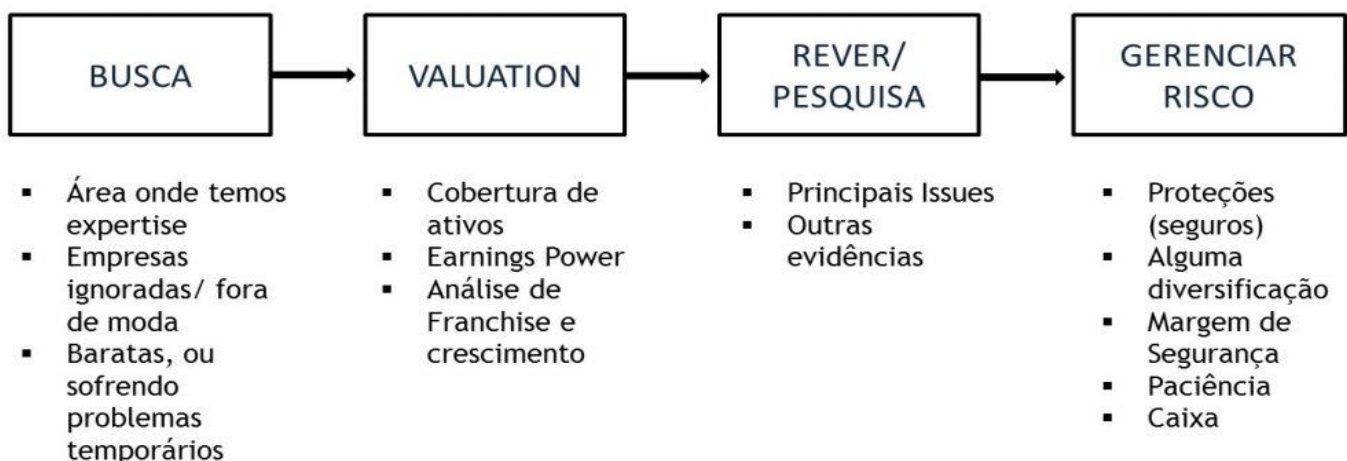 BUSCA
VALUATION
REVER/
PESQUISA
GERENCIAR
RISCO
▪ Área onde temos
expertise
▪ Empresas
ignoradas/ fora
de moda
▪ Baratas, ou
sofrendo
problemas
temporários
▪ Cobertura de
ativos
▪ Earnings Power
▪ Análise de
Franchise e
crescimento
▪ Principais Issues
▪ Outras
evidências
▪ Proteções
(seguros)
▪ Alguma
diversificação
▪ Margem de
Segurança
▪ Paciência
▪ Caixa